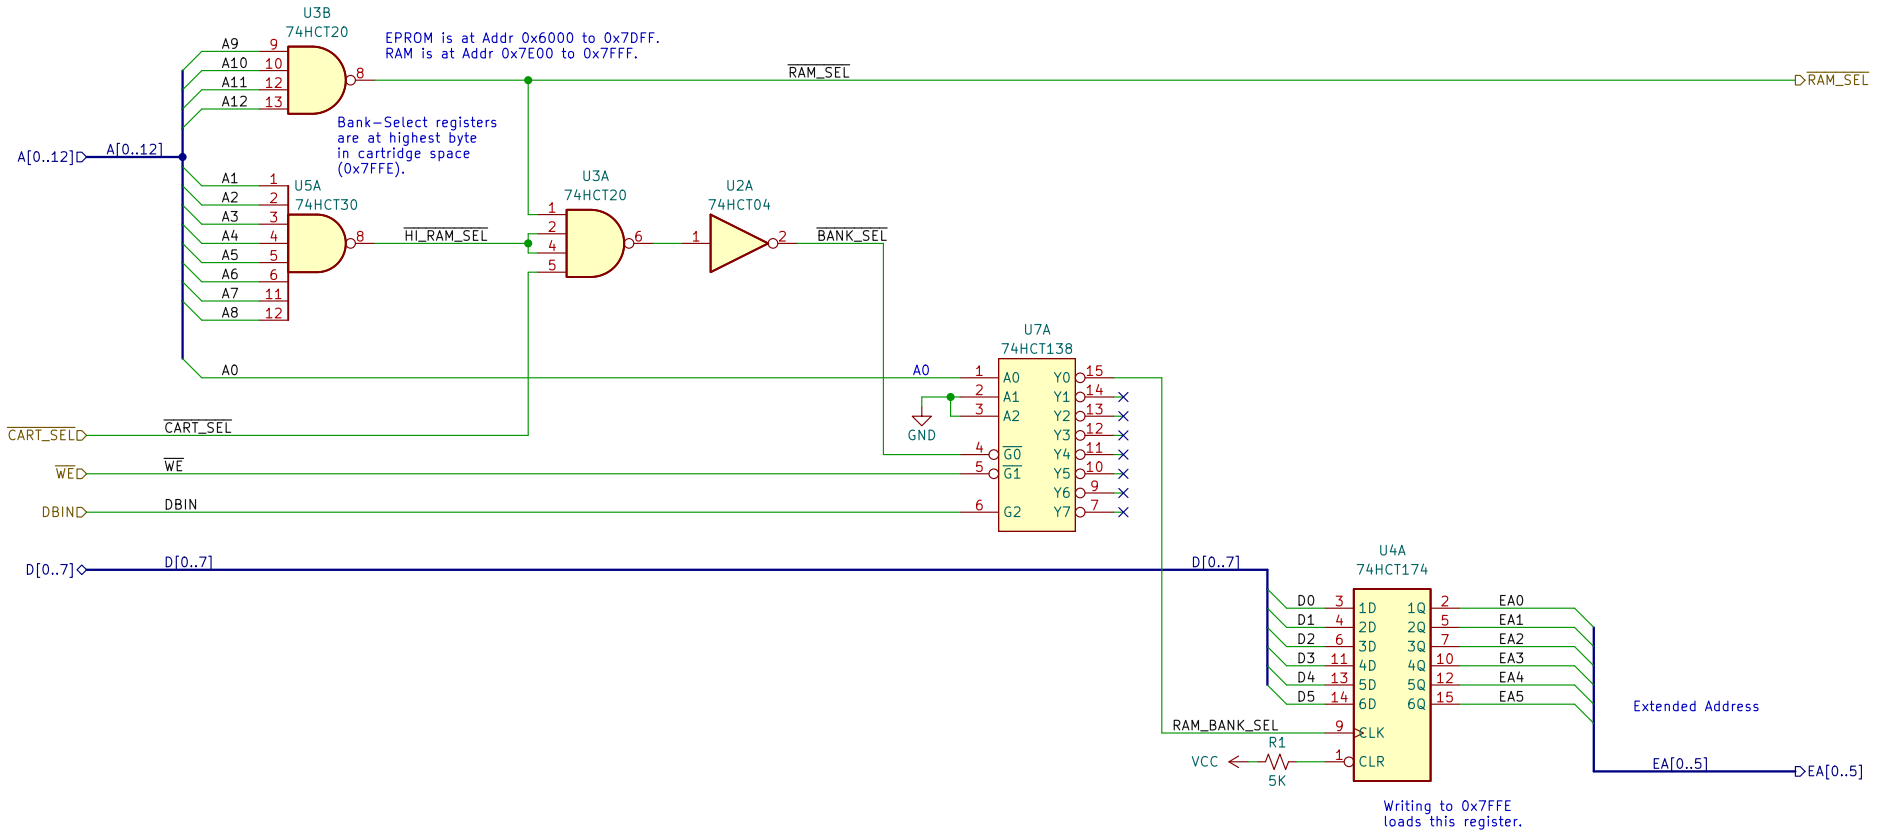 U3B
74HCT20
A9 9
A10 10
A11 12
A12 13
8
EPROM is at Addr 0x6000 to 0x7DFF.
RAM is at Addr 0x7E00 to 0x7FFF.
RAM_SEL
RAM_SEL
Bank-Select registers
are at highest byte
in cartridge space
(0x7FFE).
A[0..12]
A[0..12]
U5A
74HCT30
A1 1
A2 2
A3 3
A4 4
A5 5
A6 6
A7 11
A8 12
8
HI_RAM_SEL
U3A
74HCT20
1
2
4
5
6
U2A
74HCT04
1
2
BANK_SEL
A0
A0
U7A
74HCT138
1 A0 Y0 15
2 A1 Y1 14
3 A2 Y2 13
Y3 12
4 G0 Y4 11
5 G1 Y5 10
Y6 9
6 G2 Y7 7
GND
CART_SEL
CART_SEL
WE
WE
DBIN
DBIN
D[0..7]
D[0..7]
D[0..7]
U4A
74HCT174
D0 3 1D 1Q 2 EA0
D1 4 2D 2Q 5 EA1
D2 6 3D 3Q 7 EA2
D3 11 4D 4Q 10 EA3
D4 13 5D 5Q 12 EA4
D5 14 6D 6Q 15 EA5
RAM_BANK_SEL 9 CLK
R1
VCC
5K
1 CLR
Extended Address
EA[0..5]
EA[0..5]
Writing to 0x7FFE
loads this register.